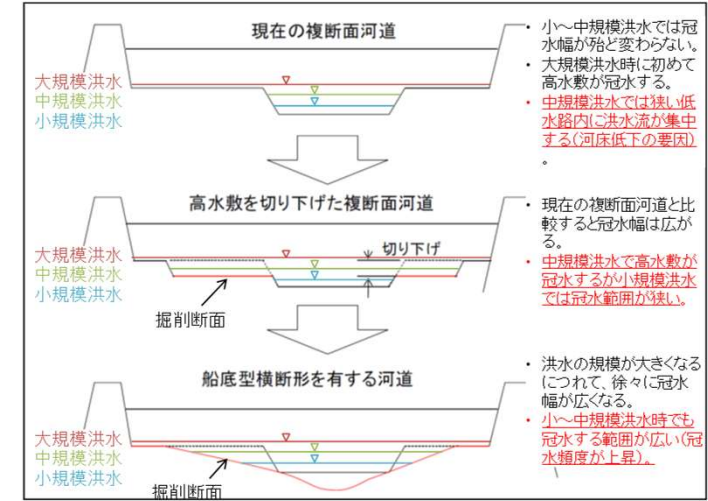 現在の複断面河道
大規模洪水
中規模洪水
小規模洪水
・ 小～中規模洪水では冠
水幅が殆ど変わらない。
・ 大規模洪水時に初めて
高水敷が冠水する。
・ 中規模洪水では狭い低
水路内に洪水流が集中
する(河床低下の要因)
。
高水敷を切り下げた複断面河道
切り下げ
大規模洪水
中規模洪水
小規模洪水
掘削断面
・ 現在の複断面河道と比
較すると冠水幅は広が
る。
・ 中規模洪水で高水敷が
冠水するが小規模洪水
では冠水範囲が狭い。
船底型横断形を有する河道
大規模洪水
中規模洪水
小規模洪水
掘削断面
・ 洪水の規模が大きくなる
につれて、徐々に冠水
幅が広くなる。
・ 小～中規模洪水時でも
冠水する範囲が広い(冠
水頻度が上昇)。